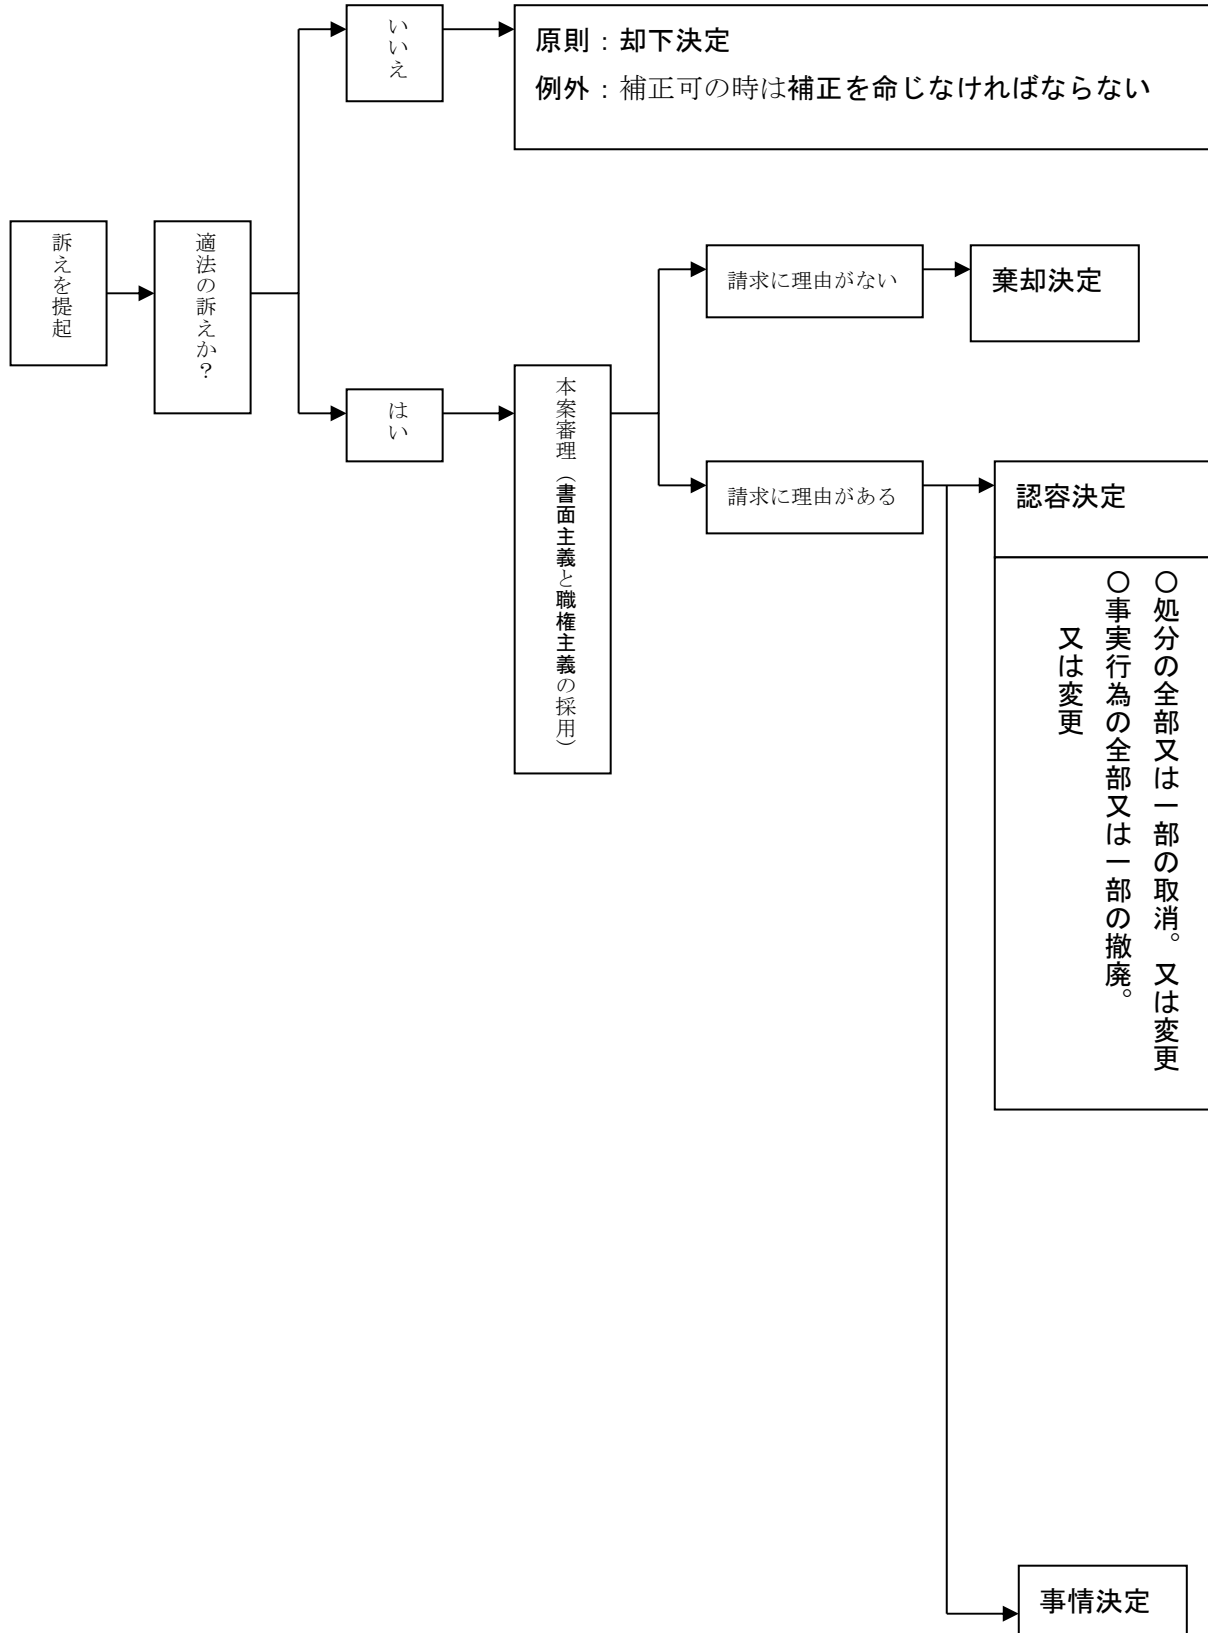 いいえ
原則：却下決定
例外：補正可の時は補正を命じなければならない
訴えを提起
適法の訴えか？
はい
本案審理（書面主義と職権主義の採用）
請求に理由がない
棄却決定
請求に理由がある
認容決定
○処分の全部又は一部の取消。又は変更
○事実行為の全部又は一部の撤廃。
又は変更
事情決定